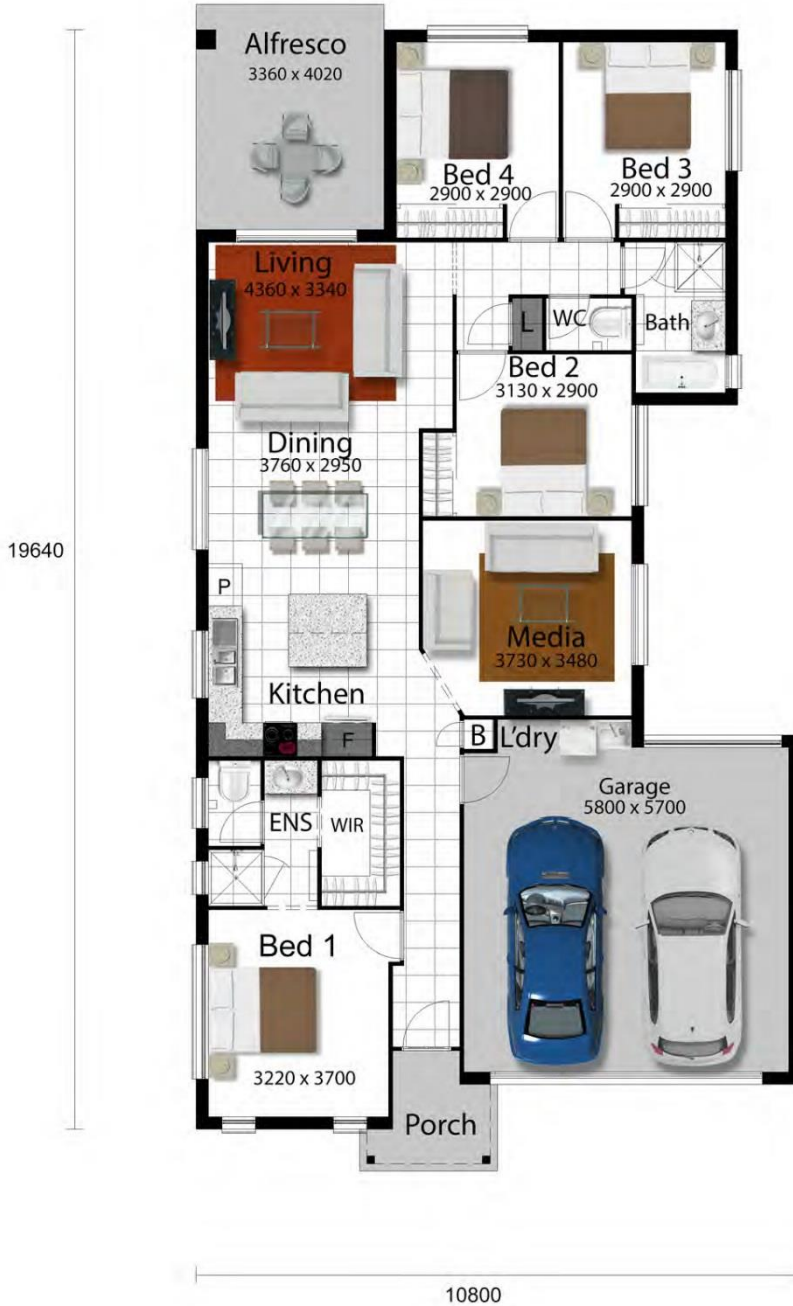 Alfresco
3360 x 4020
Bed 4
2900 x 2900
Bed 3
2900 x 2900
Living
4360 x 3340
L
WC
Bath
Bed 2
3130 x 2900
Dining
3760 x 2950
19640
P
Media
3730 x 3480
Kitchen
F
B
L'dry
Garage
5800 x 5700
ENS
WIR
Bed 1
3220 x 3700
Porch
10800